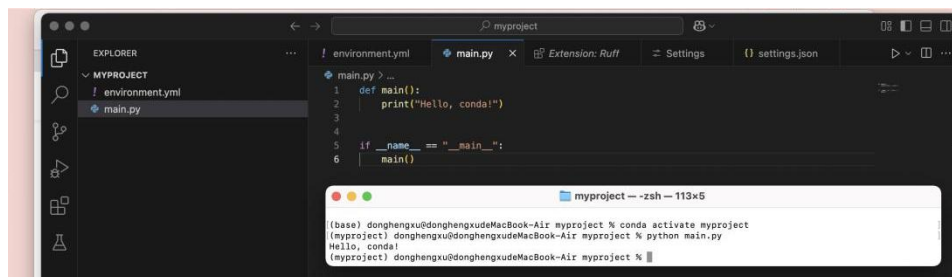 myproject
EXPLORER
···
! environment.yml
main.py
Extension: Ruff
Settings
{} settings.json
MYPROJECT
! environment.yml
main.py
main.py > ...
1 def main():
2     print("Hello, conda!")
3
4
5 if __name__ == "__main__":
6     main()
myproject — -zsh — 113×5
(base) donghengxu@donghengxudeMacBook-Air myproject % conda activate myproject
(myproject) donghengxu@donghengxudeMacBook-Air myproject % python main.py
Hello, conda!
(myproject) donghengxu@donghengxudeMacBook-Air myproject %